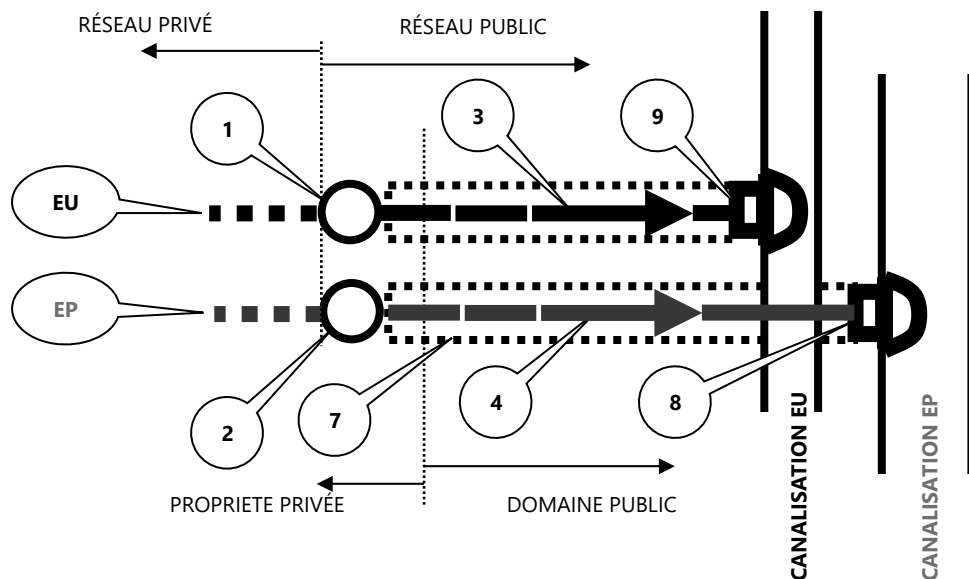 RÉSEAU PRIVÉ
RÉSEAU PUBLIC
1
3
9
EU
EP
2
7
4
8
PROPRIETE PRIVÉE
DOMAINE PUBLIC
CANALISATION EU
CANALISATION EP